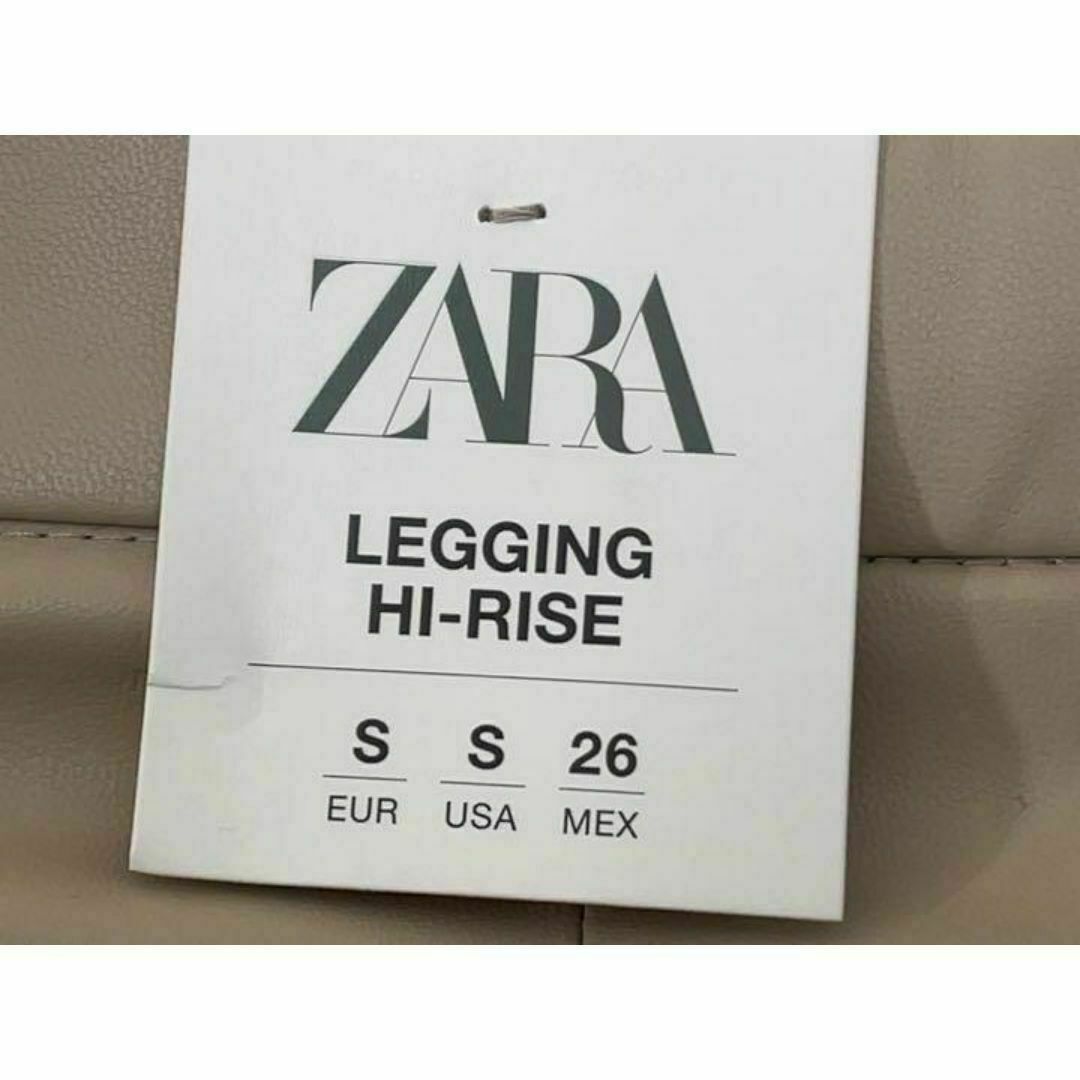 ZARA
LEGGING
HI-RISE
S S 26
EUR USA MEX